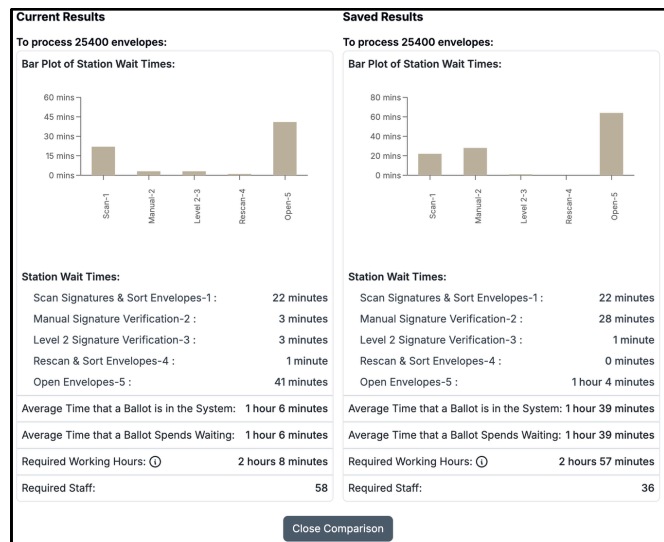 Current Results
To process 25400 envelopes:
Bar Plot of Station Wait Times:
60 mins
45 mins
30 mins
15 mins
0 mins
Scan-1
Manual-2
Level 2-3
Rescan-4
Open-5
Station Wait Times:
Scan Signatures & Sort Envelopes-1 : 22 minutes
Manual Signature Verification-2 : 3 minutes
Level 2 Signature Verification-3 : 3 minutes
Rescan & Sort Envelopes-4 : 1 minute
Open Envelopes-5 : 41 minutes
Average Time that a Ballot is in the System: 1 hour 6 minutes
Average Time that a Ballot Spends Waiting: 1 hour 6 minutes
Required Working Hours: 2 hours 8 minutes
Required Staff: 58
Saved Results
To process 25400 envelopes:
Bar Plot of Station Wait Times:
80 mins
60 mins
40 mins
20 mins
0 mins
Scan-1
Manual-2
Level 2-3
Rescan-4
Open-5
Station Wait Times:
Scan Signatures & Sort Envelopes-1 : 22 minutes
Manual Signature Verification-2 : 28 minutes
Level 2 Signature Verification-3 : 1 minute
Rescan & Sort Envelopes-4 : 0 minutes
Open Envelopes-5 : 1 hour 4 minutes
Average Time that a Ballot is in the System: 1 hour 39 minutes
Average Time that a Ballot Spends Waiting: 1 hour 39 minutes
Required Working Hours: 2 hours 57 minutes
Required Staff: 36
Close Comparison